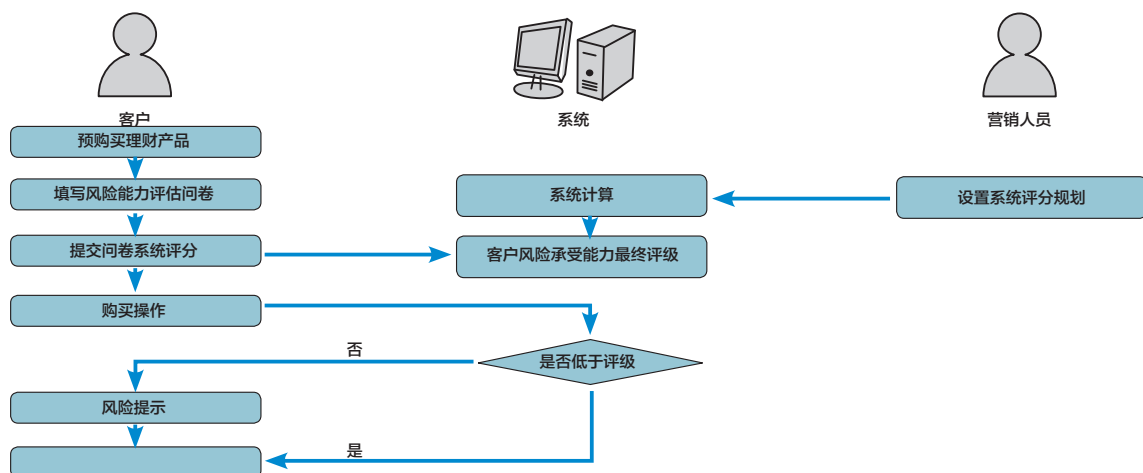 客户
系统
营销人员
预购买理财产品
填写风险能力评估问卷
系统计算
设置系统评分规划
提交问卷系统评分
客户风险承受能力最终评级
购买操作
否
是否低于评级
风险提示
是